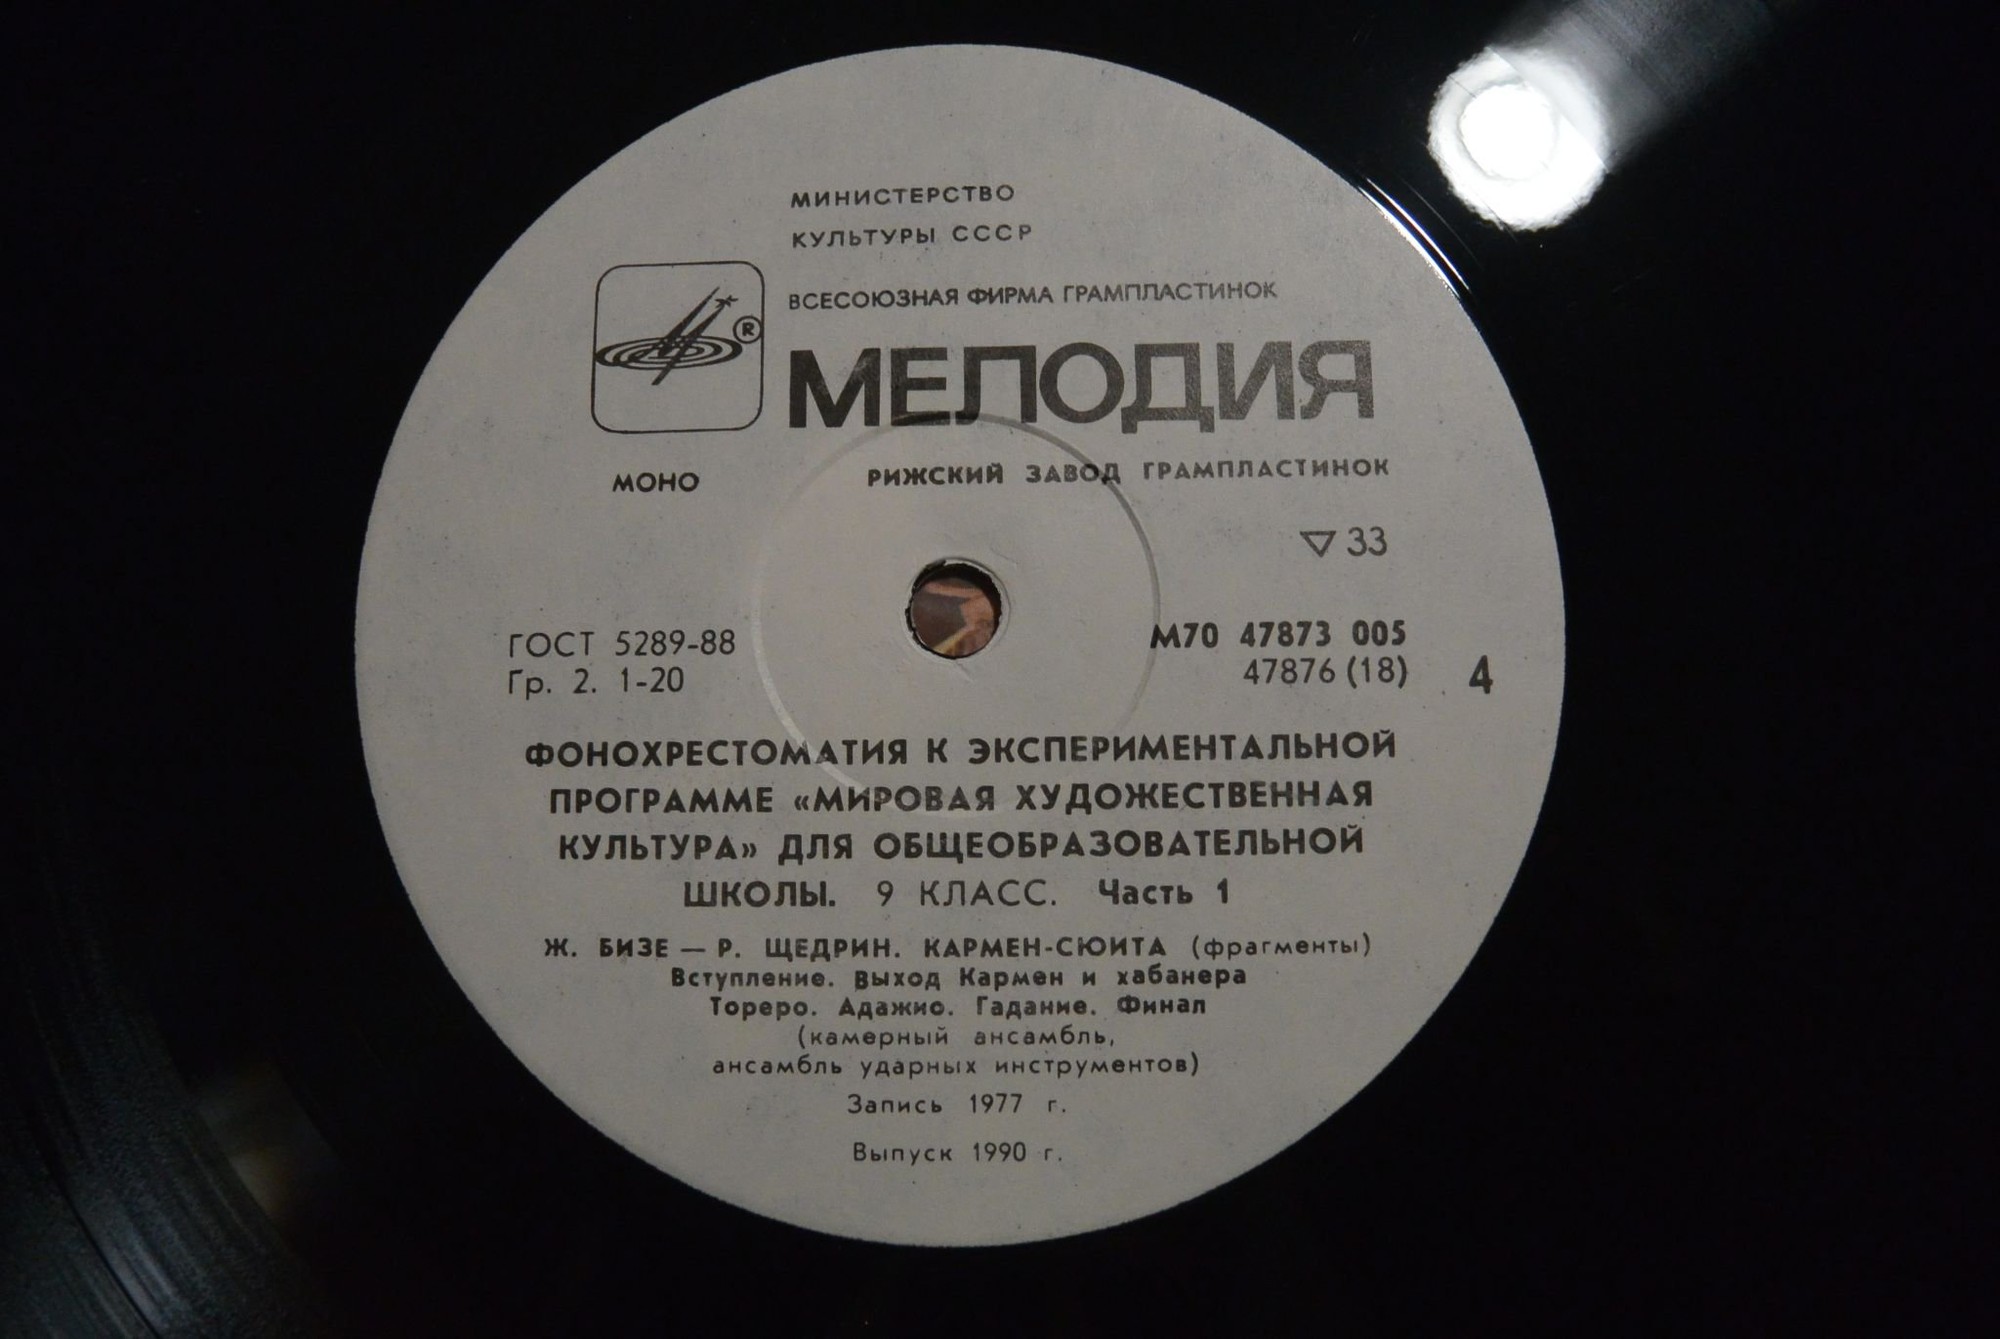 МИНИСТЕРСТВО
КУЛЬТУРЫ СССР
ВСЕСОЮЗНАЯ ФИРМА ГРАМПЛАСТИНОК
®
МЕЛОДИЯ
МОНО РИЖСКИЙ ЗАВОД ГРАМПЛАСТИНОК
▽ 33
ГОСТ 5289-88 М70 47873 005
Гр. 2. 1-20 47876 (18) 4
ФОНОХРЕСТОМАТИЯ К ЭКСПЕРИМЕНТАЛЬНОЙ
ПРОГРАММЕ «МИРОВАЯ ХУДОЖЕСТВЕННАЯ
КУЛЬТУРА» ДЛЯ ОБЩЕОБРАЗОВАТЕЛЬНОЙ
ШКОЛЫ. 9 КЛАСС. Часть 1
Ж. БИЗЕ — Р. ЩЕДРИН. КАРМЕН-СЮИТА (фрагменты)
Вступление. Выход Кармен и хабанера
Тореро. Адажио. Гадание. Финал
(камерный ансамбль,
ансамбль ударных инструментов)
Запись 1977 г.
Выпуск 1990 г.